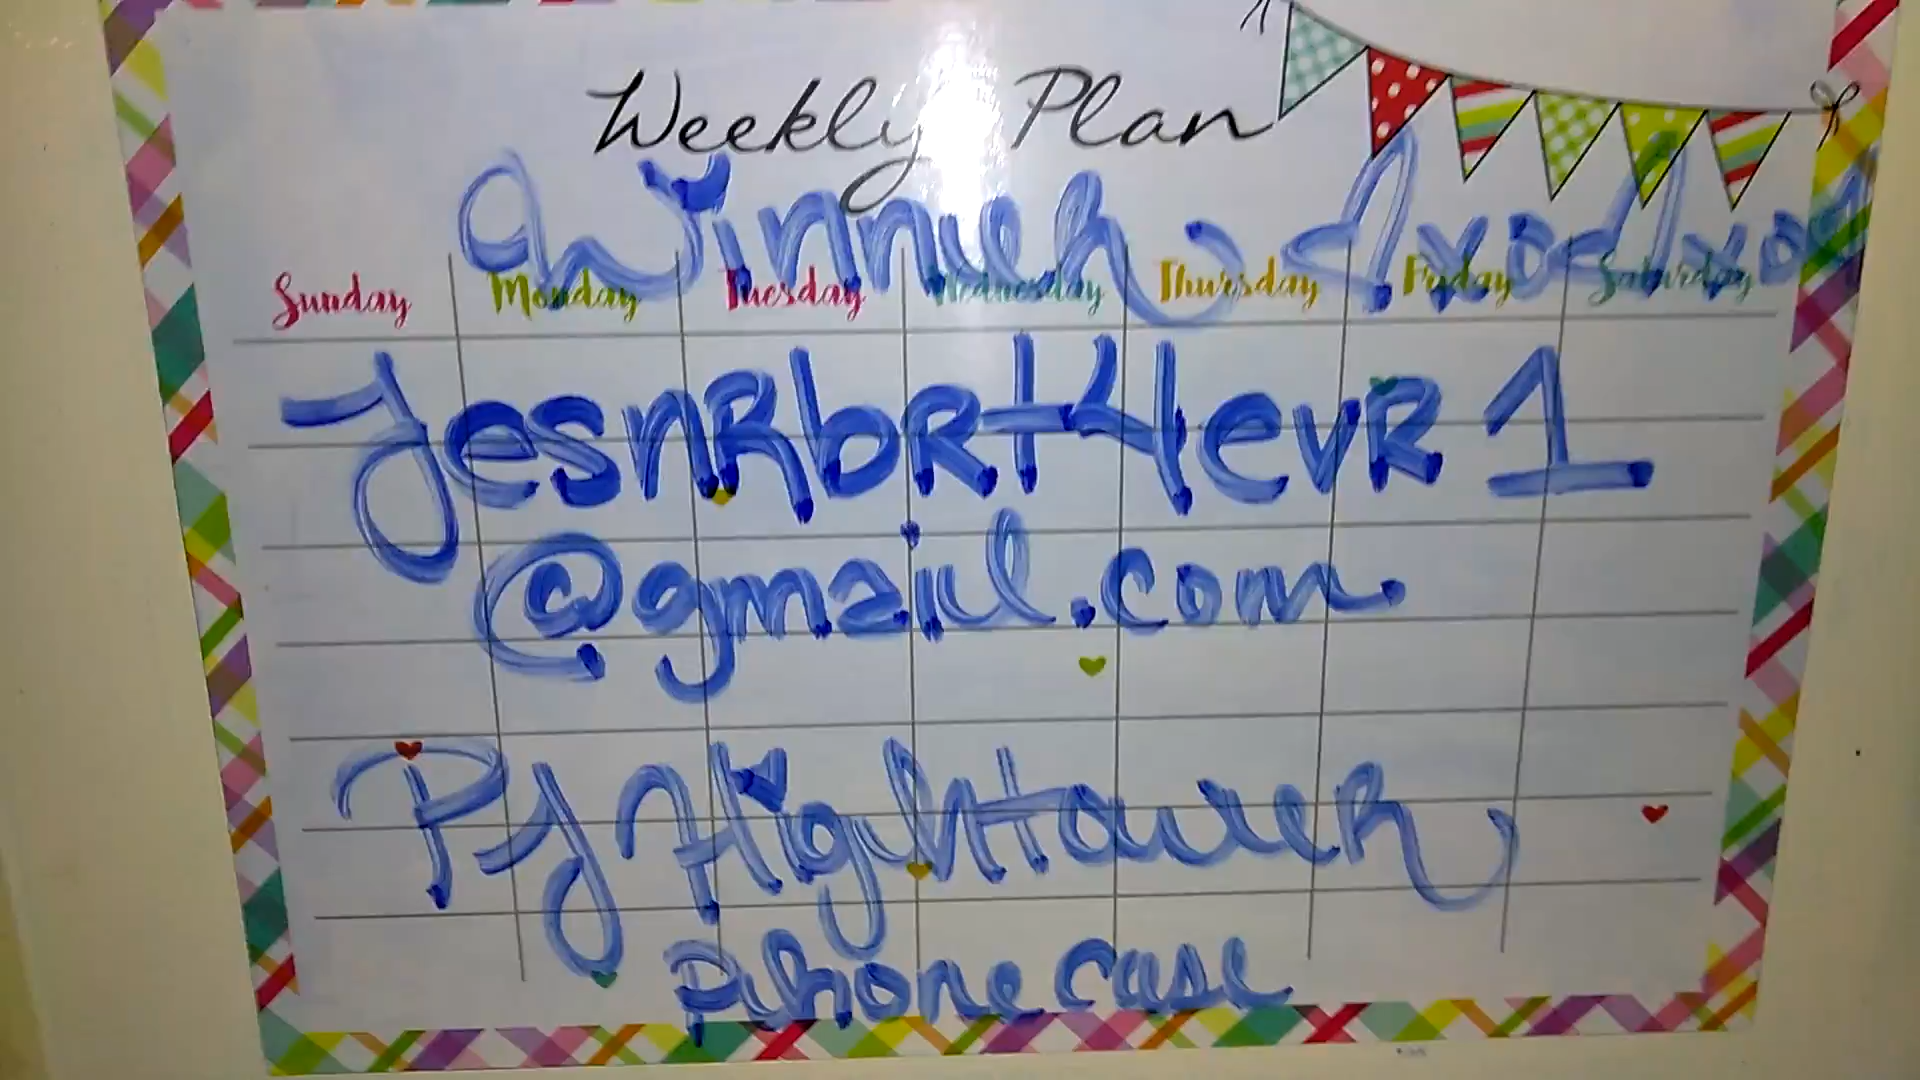 Weekly Plan
Winner
Sunday Monday Tuesday Wednesday Thursday Friday Saturday
JesnRbRt4evR1
@gmail.com
PJ Hightower
Phone case